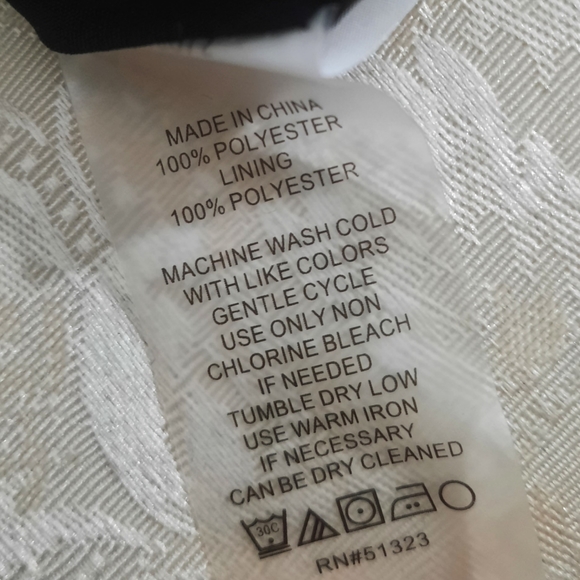 MADE IN CHINA
100% POLYESTER
LINING
100% POLYESTER
MACHINE WASH COLD
WITH LIKE COLORS
GENTLE CYCLE
USE ONLY NON
CHLORINE BLEACH
IF NEEDED
TUMBLE DRY LOW
USE WARM IRON
IF NECESSARY
CAN BE DRY CLEANED
30C
RN#51323